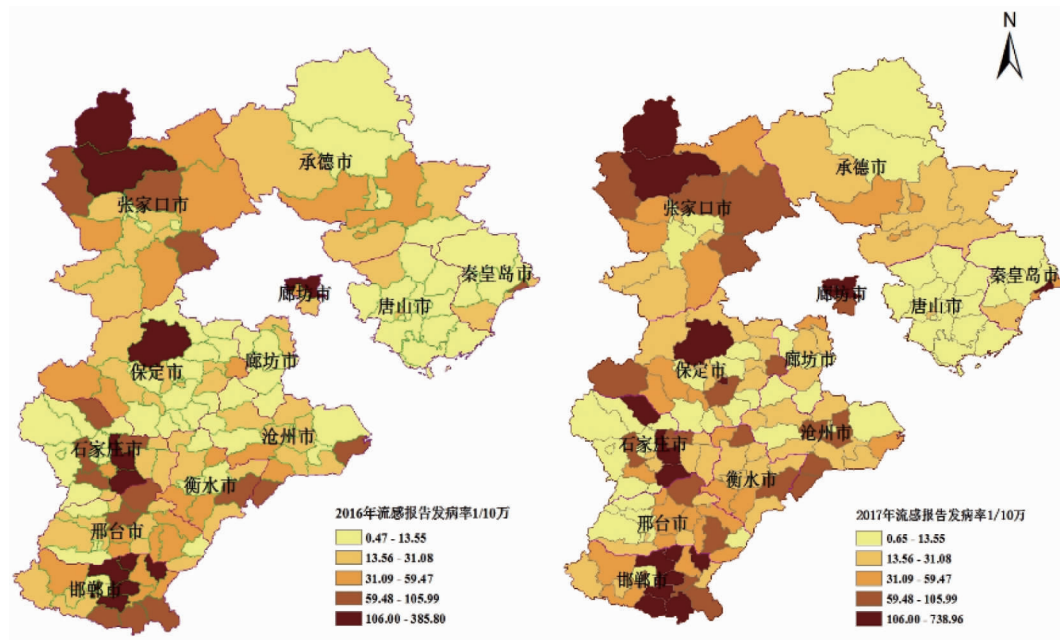 N
承德市
张家口市
秦皇岛市
廊坊市
唐山市
保定市
廊坊市
石家庄市
沧州市
衡水市
邢台市
邯郸市
2016年流感报告发病率1/10万
0.47 - 13.55
13.56 - 31.08
31.09 - 59.47
59.48 - 105.99
106.00 - 385.80
承德市
张家口市
秦皇岛市
廊坊市
唐山市
保定市
廊坊市
石家庄市
沧州市
衡水市
邢台市
邯郸市
2017年流感报告发病率1/10万
0.65 - 13.55
13.56 - 31.08
31.09 - 59.47
59.48 - 105.99
106.00 - 738.96